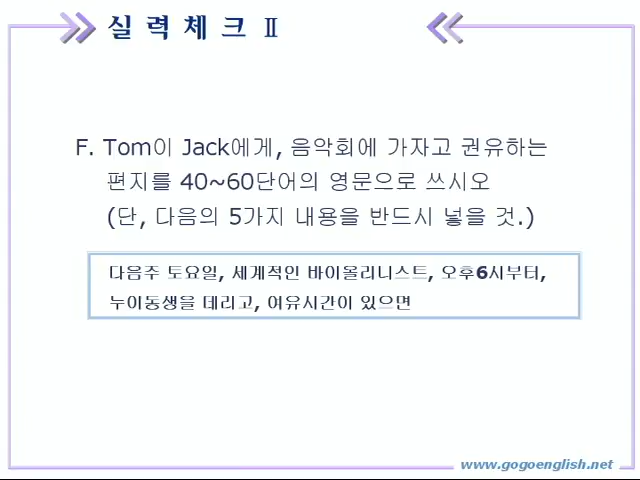 실 력 체 크 Ⅱ
F. Tom이 Jack에게, 음악회에 가자고 권유하는
편지를 40~60단어의 영문으로 쓰시오
(단, 다음의 5가지 내용을 반드시 넣을 것.)
다음주 토요일, 세계적인 바이올리니스트, 오후6시부터,
누이동생을 데리고, 여유시간이 있으면
www.gogoenglish.net